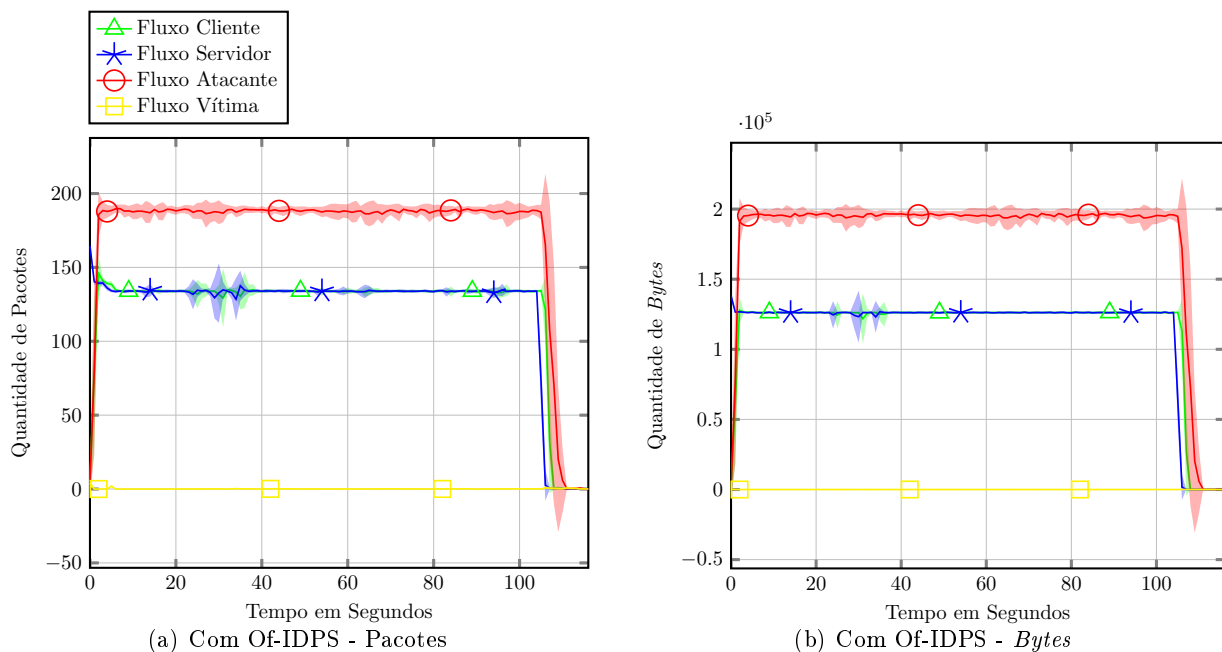 Fluxo Cliente
Fluxo Servidor
Fluxo Atacante
Fluxo Vítima
Quantidade de Pacotes
200
150
100
50
0
−50
0 20 40 60 80 100
Tempo em Segundos
(a) Com Of-IDPS - Pacotes
·10⁵
Quantidade de Bytes
2
1.5
1
0.5
0
−0.5
0 20 40 60 80 100
Tempo em Segundos
(b) Com Of-IDPS - Bytes